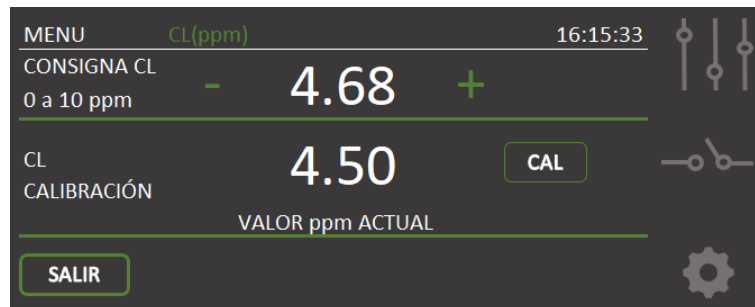 MENU CL(ppm) 16:15:33
CONSIGNA CL
0 a 10 ppm
- 4.68 +
CL
CALIBRACIÓN
4.50
CAL
VALOR ppm ACTUAL
SALIR